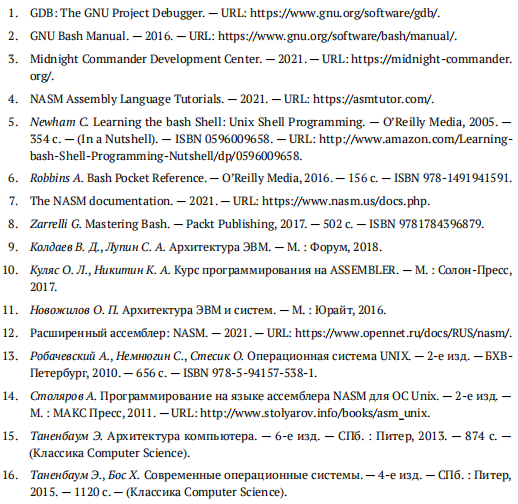 1. GDB: The GNU Project Debugger. — URL: https://www.gnu.org/software/gdb/.
2. GNU Bash Manual. — 2016. — URL: https://www.gnu.org/software/bash/manual/.
3. Midnight Commander Development Center. — 2021. — URL: https://midnight-commander.
org/.
4. NASM Assembly Language Tutorials. — 2021. — URL: https://asmtutor.com/.
5. Newham C. Learning the bash Shell: Unix Shell Programming. — O'Reilly Media, 2005. —
354 с. — (In a Nutshell). — ISBN 0596009658. — URL: http://www.amazon.com/Learning-
bash-Shell-Programming-Nutshell/dp/0596009658.
6. Robbins A. Bash Pocket Reference. — O'Reilly Media, 2016. — 156 с. — ISBN 978-1491941591.
7. The NASM documentation. — 2021. — URL: https://www.nasm.us/docs.php.
8. Zarrelli G. Mastering Bash. — Packt Publishing, 2017. — 502 с. — ISBN 9781784396879.
9. Колдаев В. Д., Лупин С. А. Архитектура ЭВМ. — М. : Форум, 2018.
10. Куляс О. Л., Никитин К. А. Курс программирования на ASSEMBLER. — М. : Солон-Пресс,
2017.
11. Новожилов О. П. Архитектура ЭВМ и систем. — М. : Юрайт, 2016.
12. Расширенный ассемблер: NASM. — 2021. — URL: https://www.opennet.ru/docs/RUS/nasm/.
13. Робачевский А., Немнюгин С., Стесик О. Операционная система UNIX. — 2-е изд. — БХВ-
Петербург, 2010. — 656 с. — ISBN 978-5-94157-538-1.
14. Столяров А. Программирование на языке ассемблера NASM для ОС Unix. — 2-е изд. —
М. : МАКС Пресс, 2011. — URL: http://www.stolyarov.info/books/asm_unix.
15. Таненбаум Э. Архитектура компьютера. — 6-е изд. — СПб. : Питер, 2013. — 874 с. —
(Классика Computer Science).
16. Таненбаум Э., Бос Х. Современные операционные системы. — 4-е изд. — СПб. : Питер,
2015. — 1120 с. — (Классика Computer Science).